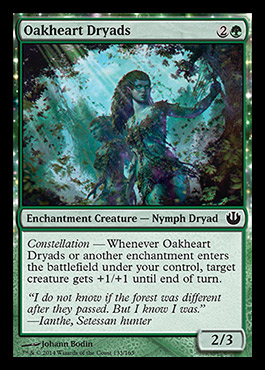 Oakheart Dryads 2
Enchantment Creature — Nymph Dryad
Constellation — Whenever Oakheart
Dryads or another enchantment enters
the battlefield under your control, target
creature gets +1/+1 until end of turn.
“I do not know if the forest was different
after they passed. But I know I was.”
—Ianthe, Setessan hunter
2/3
Johann Bodin
™ & © 2014 Wizards of the Coast 133/165